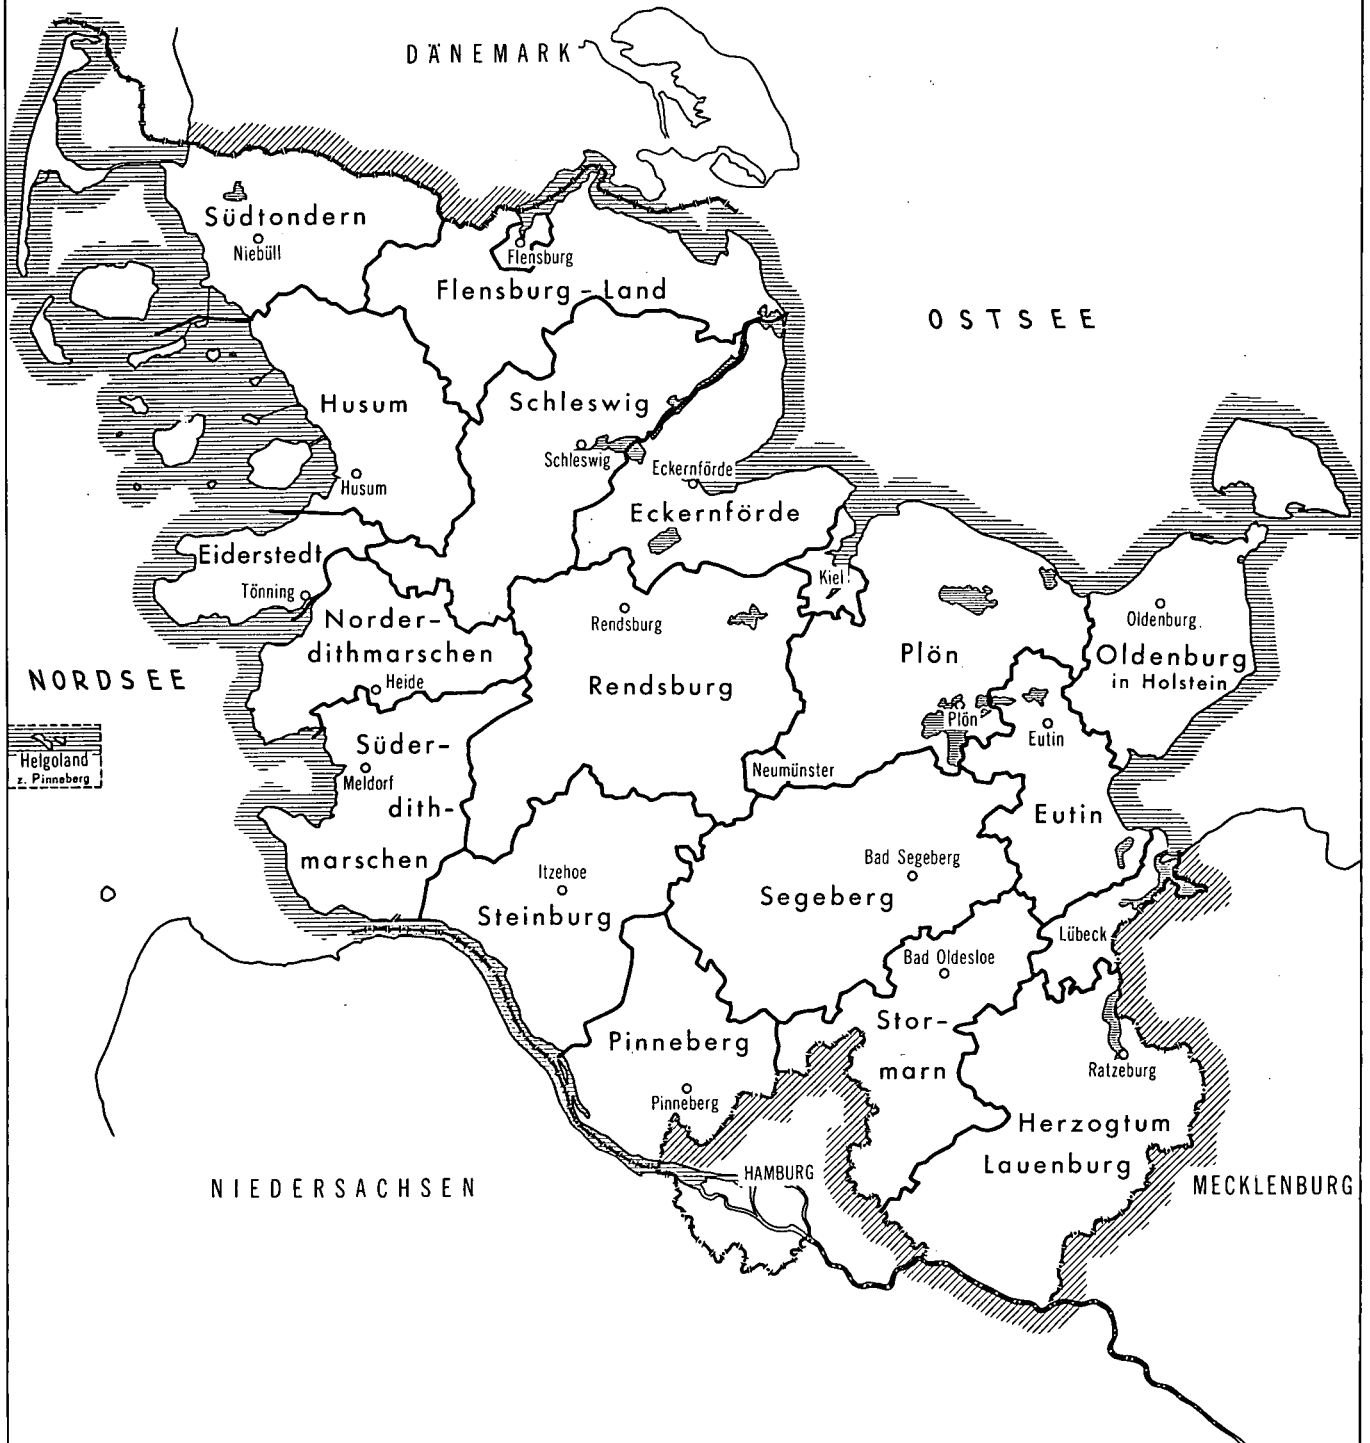 DÄNEMARK
Südtondern
Niebüll
Flensburg
Flensburg - Land
OSTSEE
Husum
Schleswig
Schleswig
Eckernförde
Husum
Eckernförde
Eiderstedt
Tönning
Kiel
Norder-
dithmarschen
Heide
Rendsburg
Rendsburg
Plön
Plön
Oldenburg
Oldenburg
in Holstein
NORDSEE
Eutin
Helgoland
z. Pinneberg
Süder-
Meldorf
dith-
marschen
Neumünster
Eutin
Itzehoe
Steinburg
Bad Segeberg
Segeberg
Lübeck
Bad Oldesloe
Stor-
marn
Pinneberg
Pinneberg
Ratzeburg
Herzogtum
Lauenburg
HAMBURG
NIEDERSACHSEN
MECKLENBURG